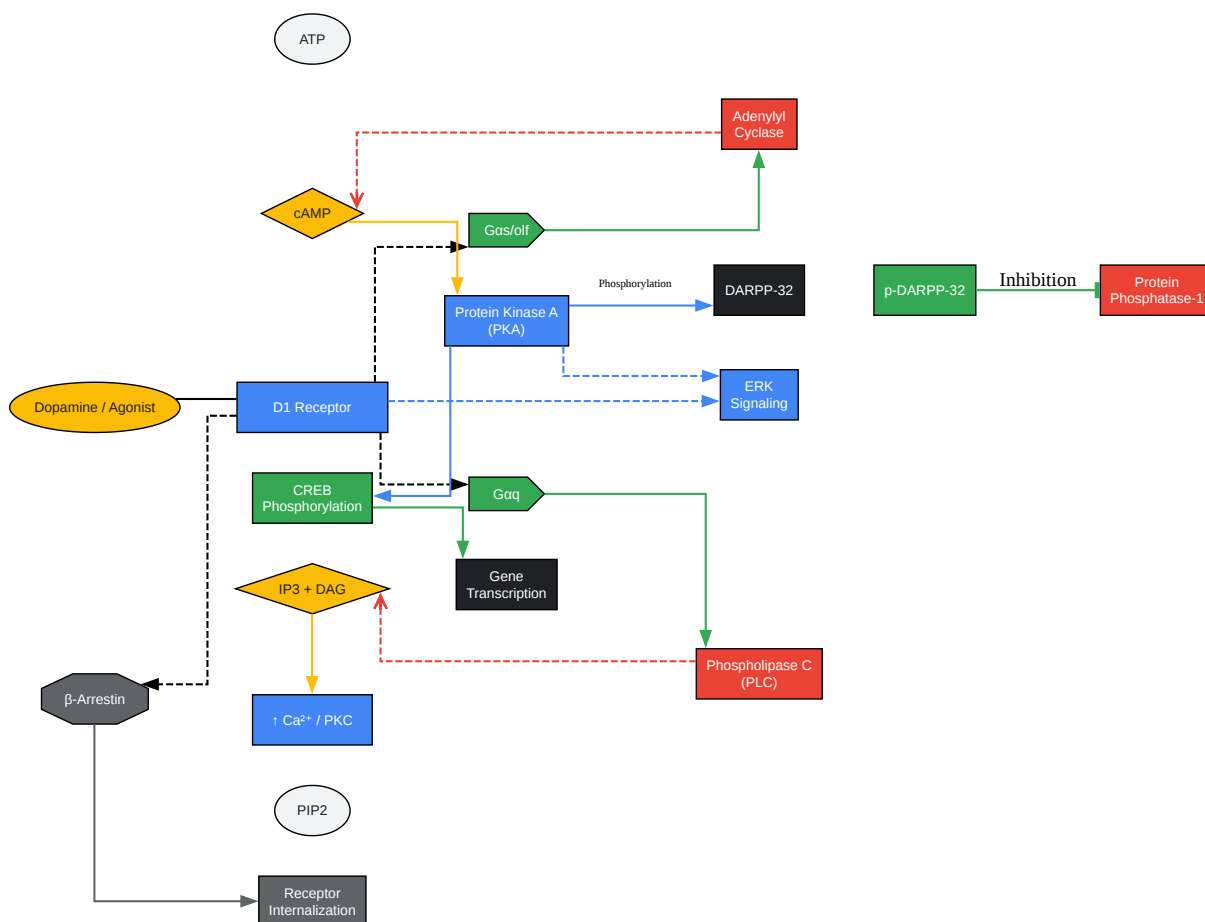 ATP
Adenylyl
Cyclase
cAMP
Gαs/olf
Phosphorylation
DARPP-32
p-DARPP-32
Inhibition
Protein
Phosphatase-1
Protein Kinase A
(PKA)
ERK
Signaling
Dopamine / Agonist
D1 Receptor
CREB
Phosphorylation
Gαq
Gene
Transcription
IP3 + DAG
Phospholipase C
(PLC)
β-Arrestin
↑ Ca²⁺ / PKC
PIP2
Receptor
Internalization